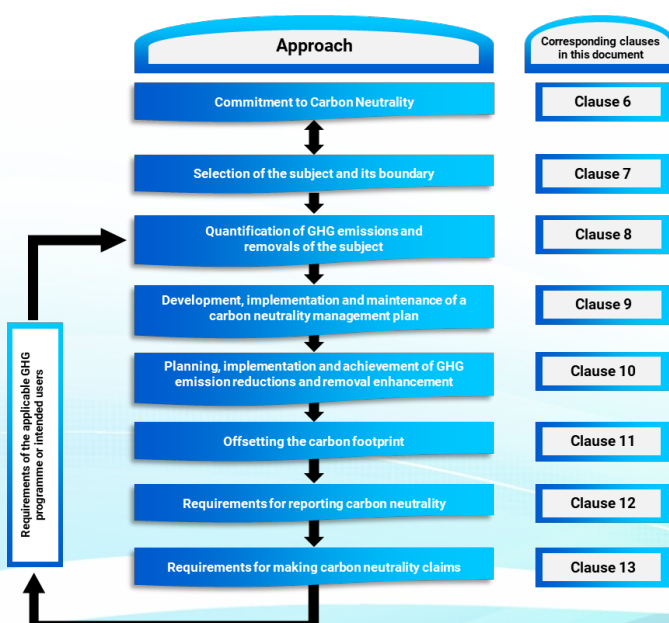 Approach
Corresponding clauses
in this document
Commitment to Carbon Neutrality
Clause 6
Selection of the subject and its boundary
Clause 7
Quantification of GHG emissions and
removals of the subject
Clause 8
Development, implementation and maintenance of a
carbon neutrality management plan
Clause 9
Planning, implementation and achievement of GHG
emission reductions and removal enhancement
Clause 10
Offsetting the carbon footprint
Clause 11
Requirements for reporting carbon neutrality
Clause 12
Requirements for making carbon neutrality claims
Clause 13
Requirements of the applicable GHG
programme or intended users